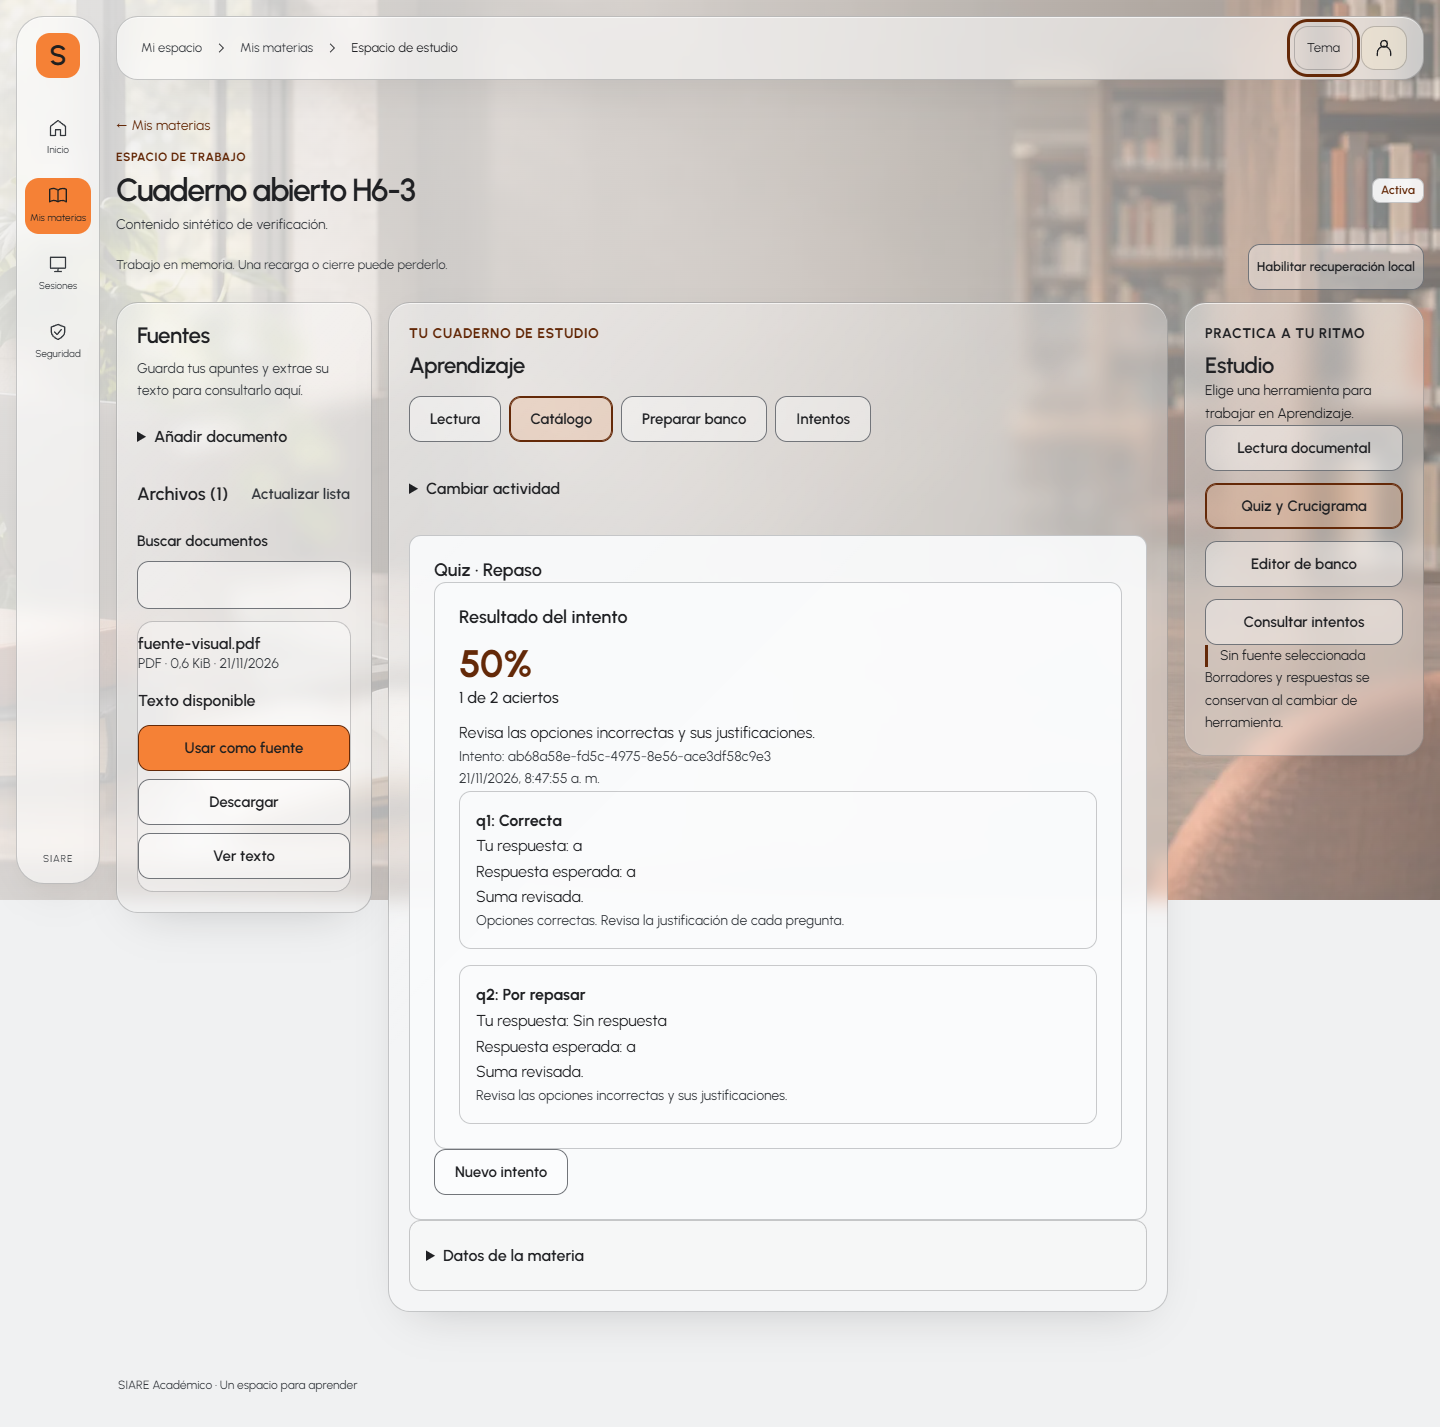 S
Inicio
Mis materias
Sesiones
Seguridad
SIARE
Mi espacio
Mis materias
Espacio de estudio
Tema
← Mis materias
ESPACIO DE TRABAJO
Cuaderno abierto H6-3
Activa
Contenido sintético de verificación.
Trabajo en memoria. Una recarga o cierre puede perderlo.
Habilitar recuperación local
Fuentes
Guarda tus apuntes y extrae su
texto para consultarlo aquí.
Añadir documento
Archivos (1)
Actualizar lista
Buscar documentos
fuente-visual.pdf
PDF · 0,6 KiB · 21/11/2026
Texto disponible
Usar como fuente
Descargar
Ver texto
TU CUADERNO DE ESTUDIO
Aprendizaje
Lectura
Catálogo
Preparar banco
Intentos
Cambiar actividad
Quiz · Repaso
Resultado del intento
50%
1 de 2 aciertos
Revisa las opciones incorrectas y sus justificaciones.
Intento: ab68a58e-fd5c-4975-8e56-ace3df58c9e3
21/11/2026, 8:47:55 a. m.
q1: Correcta
Tu respuesta: a
Respuesta esperada: a
Suma revisada.
Opciones correctas. Revisa la justificación de cada pregunta.
q2: Por repasar
Tu respuesta: Sin respuesta
Respuesta esperada: a
Suma revisada.
Revisa las opciones incorrectas y sus justificaciones.
Nuevo intento
Datos de la materia
PRACTICA A TU RITMO
Estudio
Elige una herramienta para
trabajar en Aprendizaje.
Lectura documental
Quiz y Crucigrama
Editor de banco
Consultar intentos
Sin fuente seleccionada
Borradores y respuestas se
conservan al cambiar de
herramienta.
SIARE Académico · Un espacio para aprender